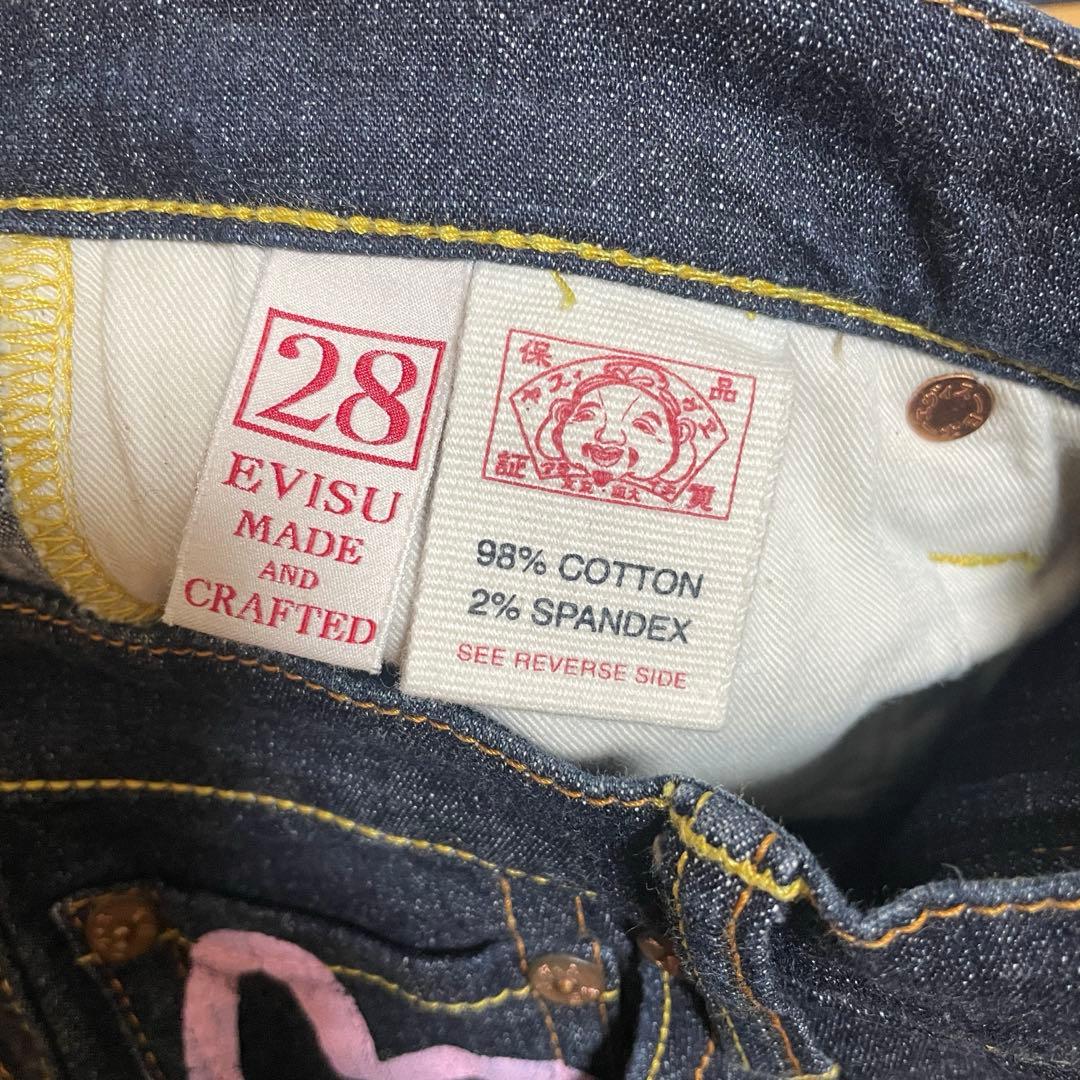 28
EVISU
MADE
AND
CRAFTED
保 品
証 質
98% COTTON
2% SPANDEX
SEE REVERSE SIDE